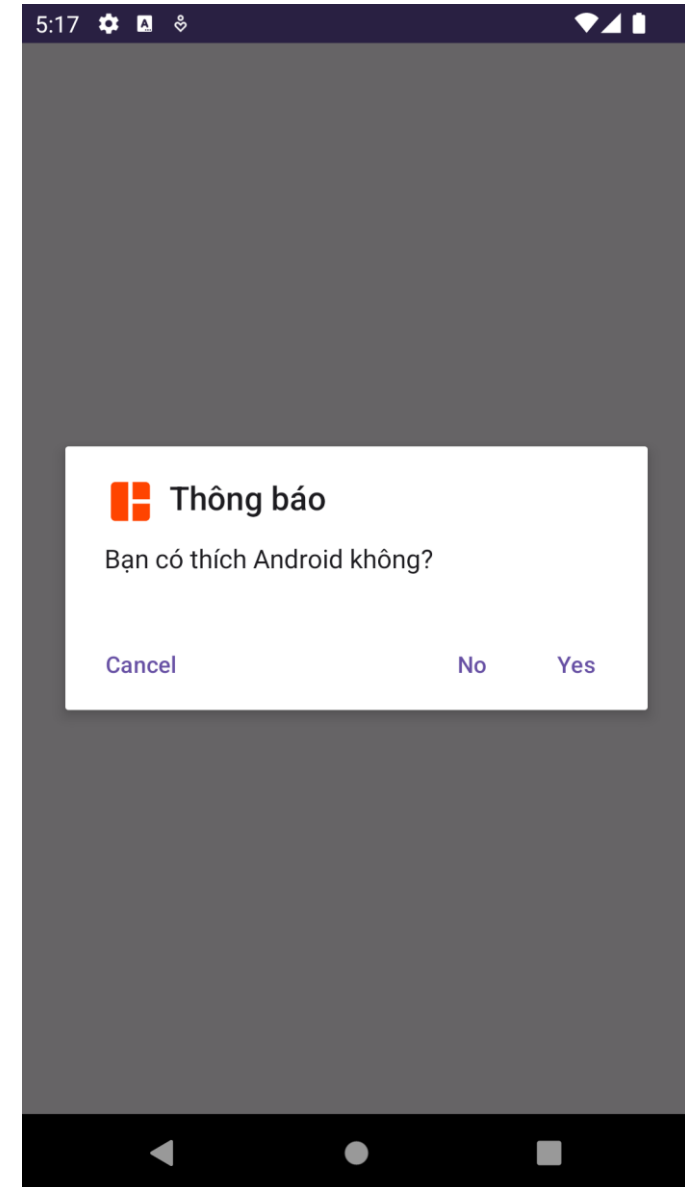 5:17
Thông báo
Bạn có thích Android không?
Cancel No Yes